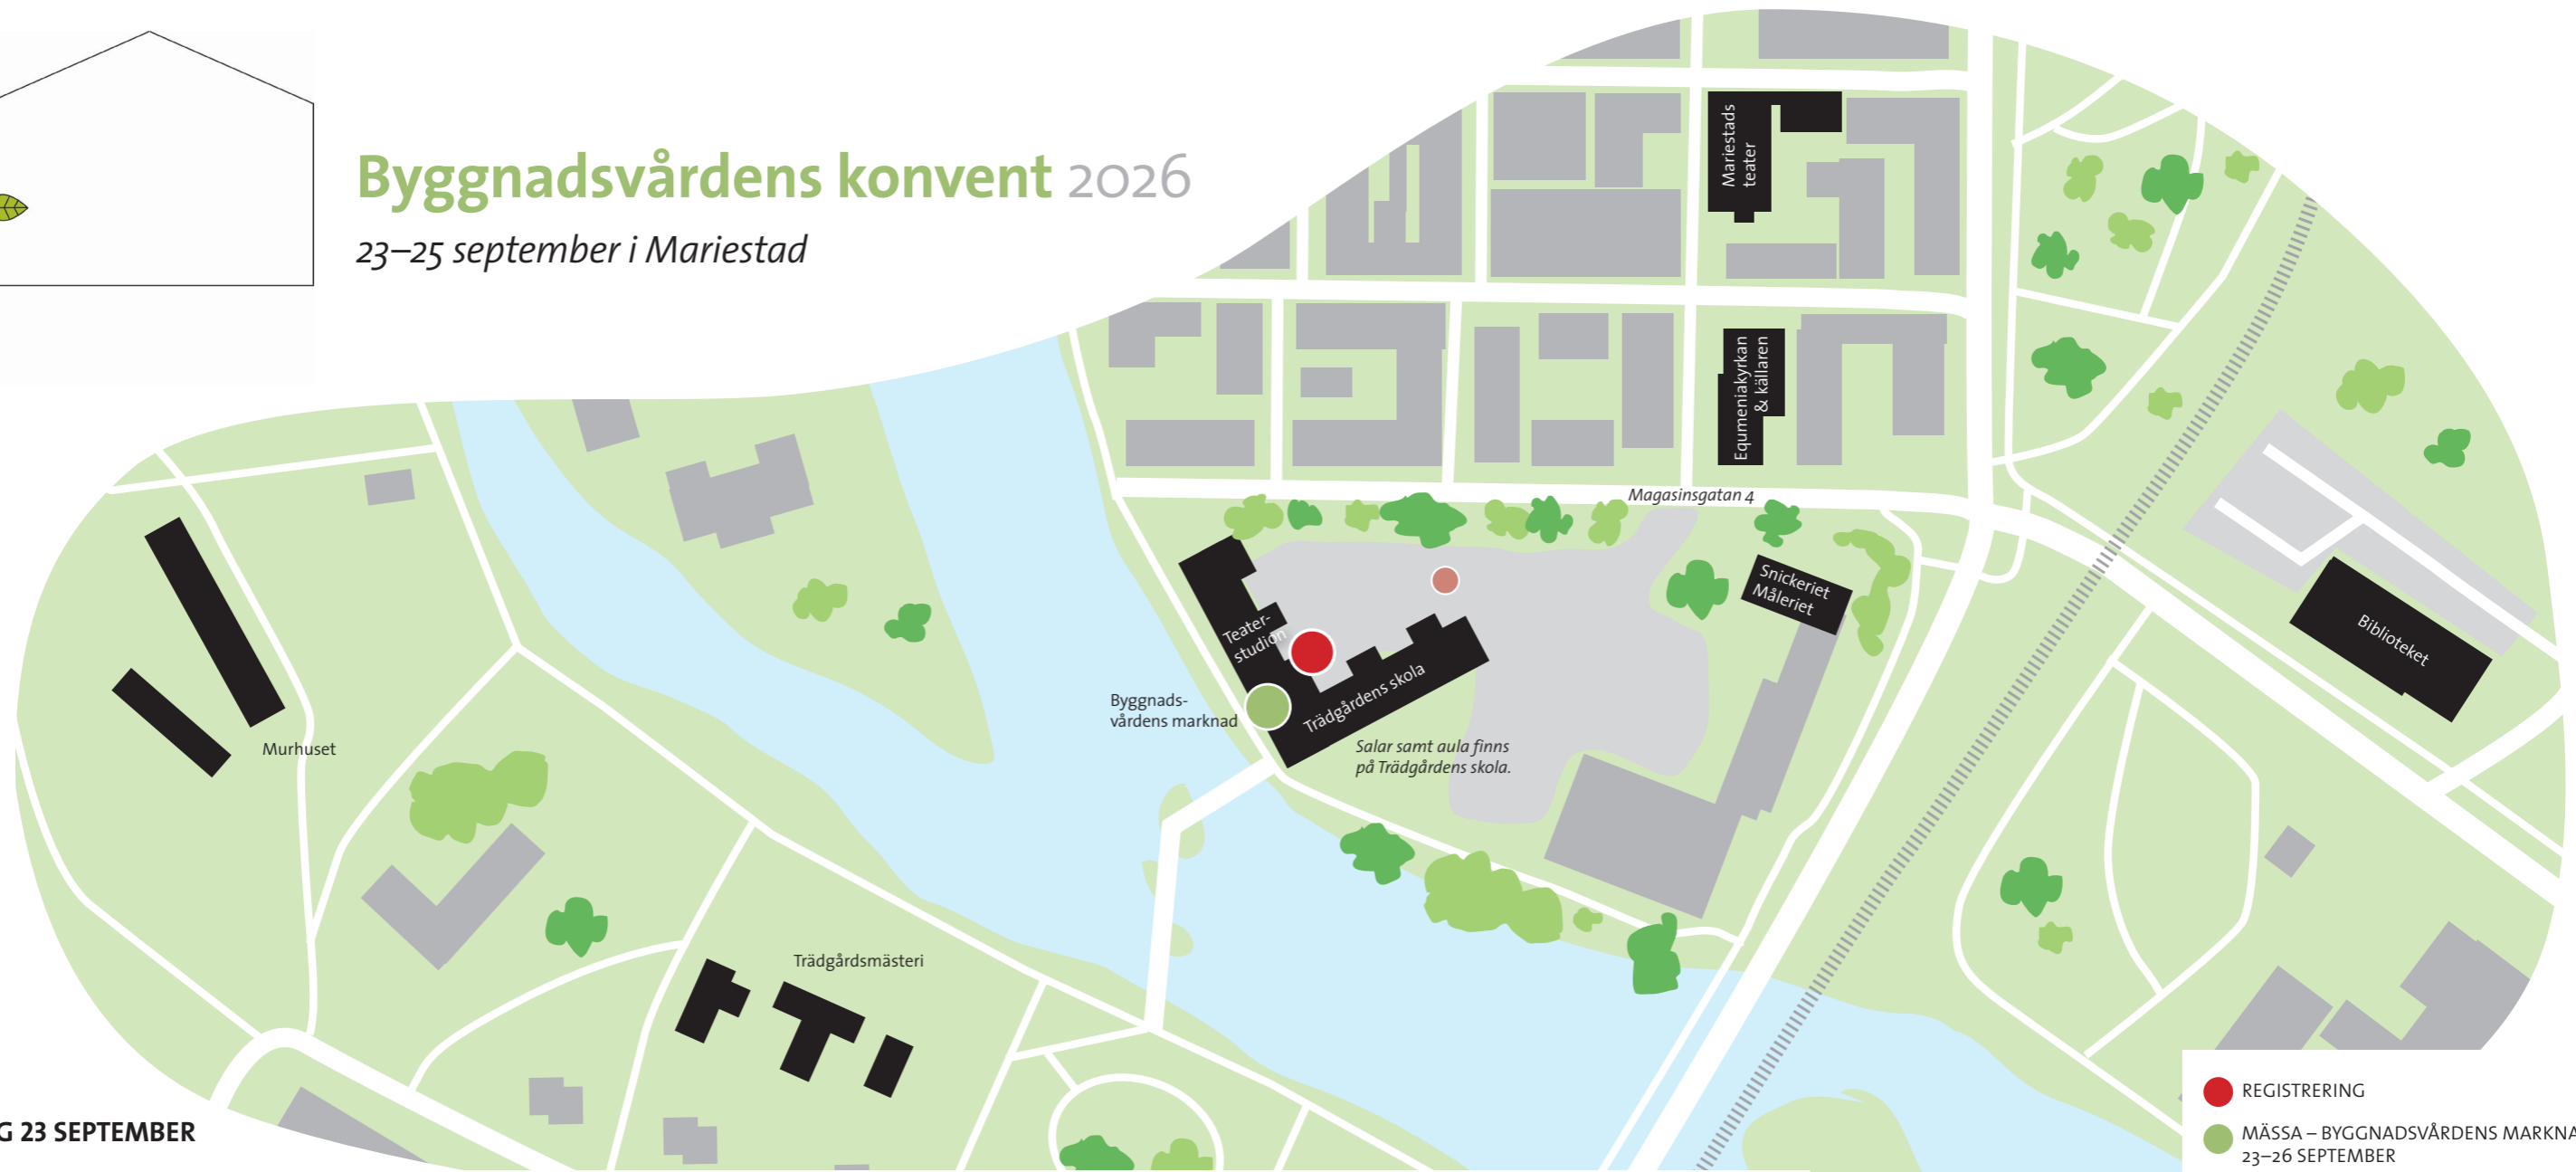 Byggnadsvårdens konvent 2026
23–25 september i Mariestad
Mariestads
teater
Equmeniakyrkan
& källaren
Magasinsgatan 4
Snickeriet
Måleriet
Biblioteket
Teater-
studion
Trädgårdens skola
Byggnads-
vårdens marknad
Salar samt aula finns
på Trädgårdens skola.
Murhuset
Trädgårdsmästeri
G 23 SEPTEMBER
REGISTRERING
MÄSSA – BYGGNADSVÅRDENS MARKNA
23–26 SEPTEMBER